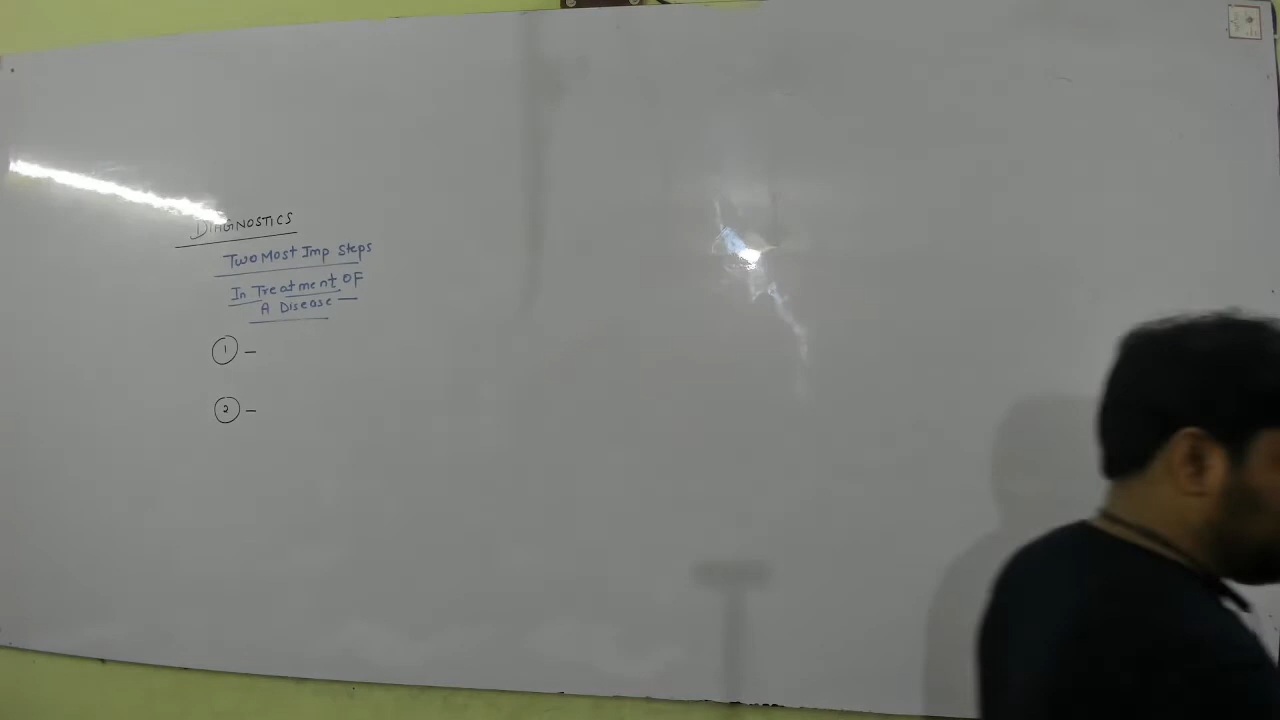 DIAGNOSTICS
Two Most Imp Steps
In Treatment OF
A Disease —
① –
② –